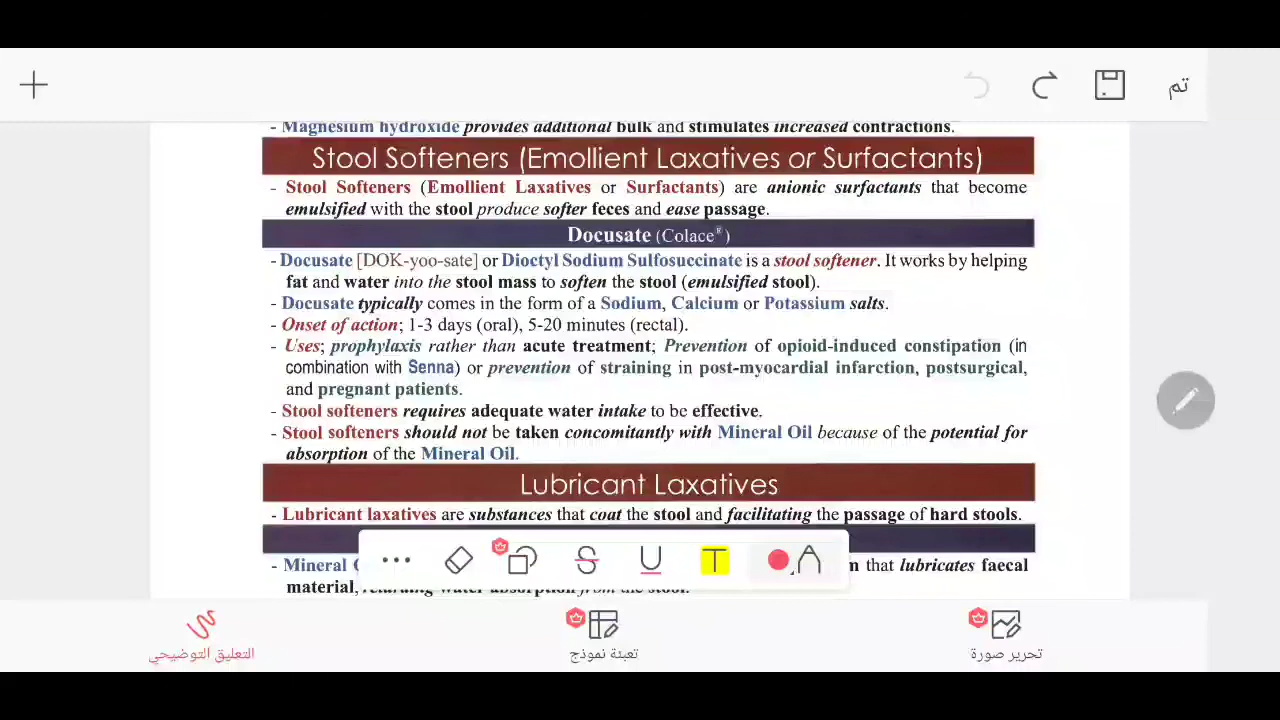 تم
- Magnesium hydroxide provides additional bulk and stimulates increased contractions.
Stool Softeners (Emollient Laxatives or Surfactants)
- Stool Softeners (Emollient Laxatives or Surfactants) are anionic surfactants that become
emulsified with the stool produce softer feces and ease passage.
Docusate (Colace®)
- Docusate [DOK-yoo-sate] or Dioctyl Sodium Sulfosuccinate is a stool softener. It works by helping
fat and water into the stool mass to soften the stool (emulsified stool).
- Docusate typically comes in the form of a Sodium, Calcium or Potassium salts.
- Onset of action; 1-3 days (oral), 5-20 minutes (rectal).
- Uses; prophylaxis rather than acute treatment; Prevention of opioid-induced constipation (in
combination with Senna) or prevention of straining in post-myocardial infarction, postsurgical,
and pregnant patients.
- Stool softeners requires adequate water intake to be effective.
- Stool softeners should not be taken concomitantly with Mineral Oil because of the potential for
absorption of the Mineral Oil.
Lubricant Laxatives
- Lubricant laxatives are substances that coat the stool and facilitating the passage of hard stools.
- Mineral that lubricates faecal
material, retarding water absorption from the stool.
التعليق التوضيحي
تعبئة نموذج
تحرير صورة